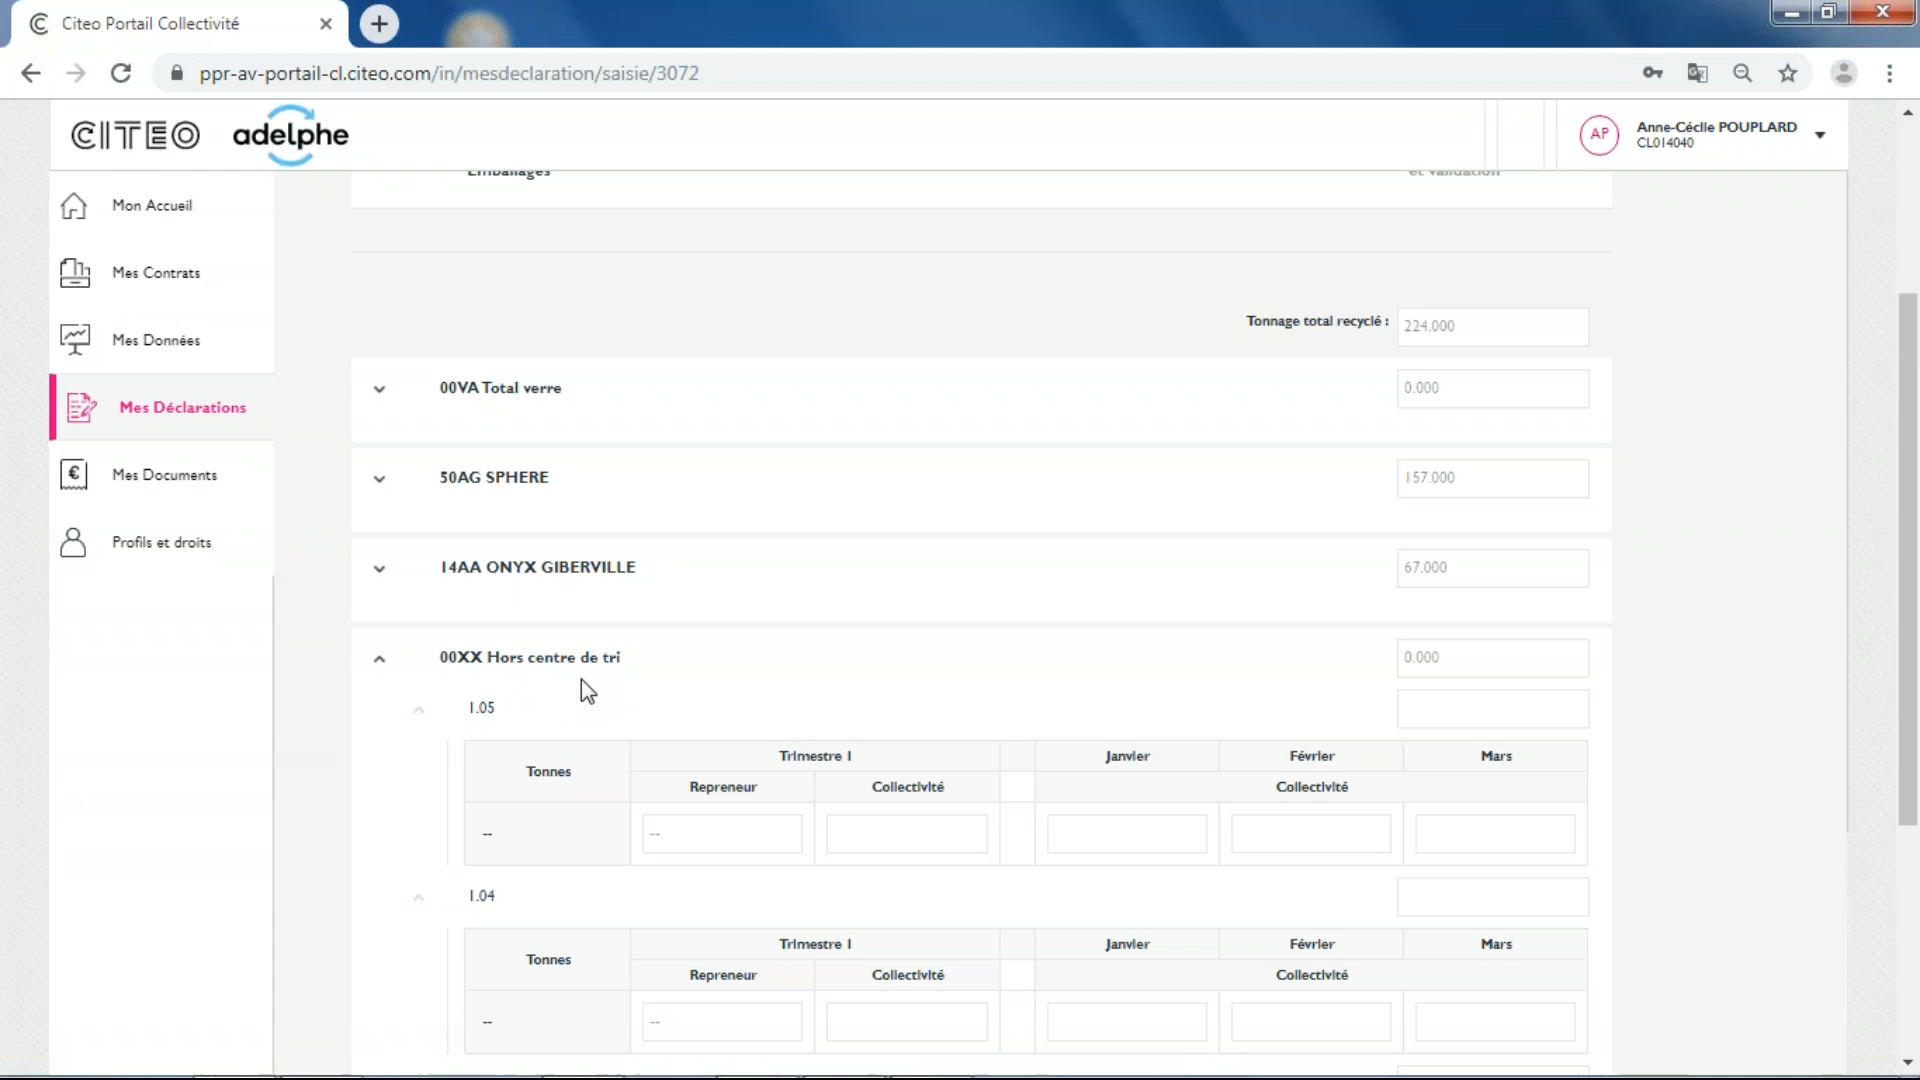 Citeo Portail Collectivité
ppr-av-portail-cl.citeo.com/in/mesdeclaration/saisie/3072
CITEO adelphe
AP
Anne-Cécile POUPLARD
CL014040
Emballages
et validation
Mon Accueil
Mes Contrats
Mes Données
Mes Déclarations
Mes Documents
Profils et droits
Tonnage total recyclé : 224.000
00VA Total verre 0.000
50AG SPHERE 157.000
14AA ONYX GIBERVILLE 67.000
00XX Hors centre de tri 0.000
1.05
Tonnes Trimestre 1 Janvier Février Mars
Repreneur Collectivité Collectivité
-- --
1.04
Tonnes Trimestre 1 Janvier Février Mars
Repreneur Collectivité Collectivité
-- --